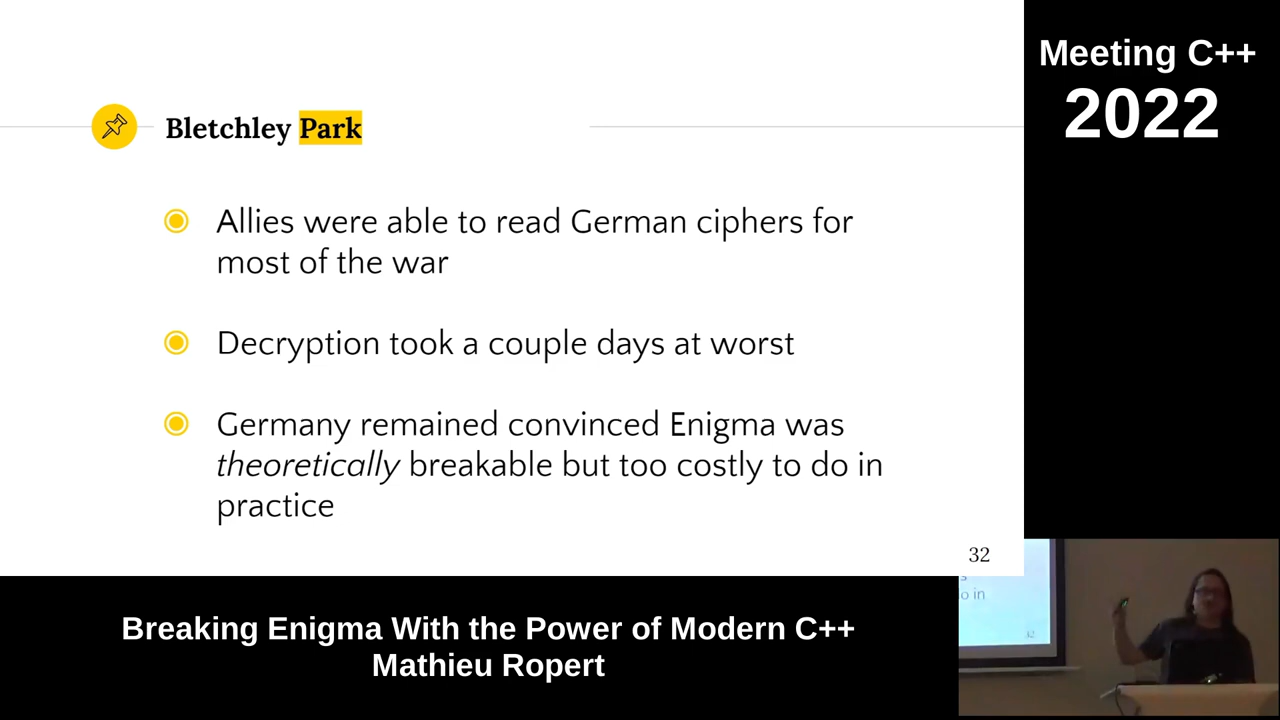 Meeting C++
2022
Bletchley Park
Allies were able to read German ciphers for
most of the war
Decryption took a couple days at worst
Germany remained convinced Enigma was
theoretically breakable but too costly to do in
practice
32
o in
32
Breaking Enigma With the Power of Modern C++
Mathieu Ropert